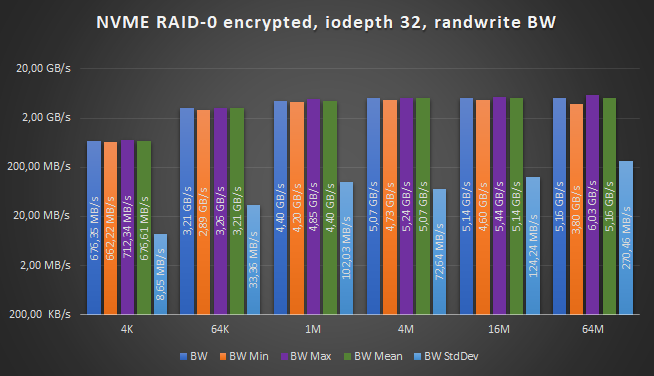 NVME RAID-0 encrypted, iodepth 32, randwrite BW
20,00 GB/s
2,00 GB/s
200,00 MB/s
20,00 MB/s
2,00 MB/s
200,00 KB/s
676,35 MB/s
662,22 MB/s
712,34 MB/s
676,61 MB/s
8,65 MB/s
3,21 GB/s
2,89 GB/s
3,26 GB/s
3,21 GB/s
33,36 MB/s
4,40 GB/s
4,20 GB/s
4,85 GB/s
4,40 GB/s
102,03 MB/s
5,07 GB/s
4,73 GB/s
5,24 GB/s
5,07 GB/s
72,64 MB/s
5,14 GB/s
4,60 GB/s
5,44 GB/s
5,14 GB/s
124,24 MB/s
5,16 GB/s
3,80 GB/s
6,03 GB/s
5,16 GB/s
270,46 MB/s
4K 64K 1M 4M 16M 64M
BW BW Min BW Max BW Mean BW StdDev